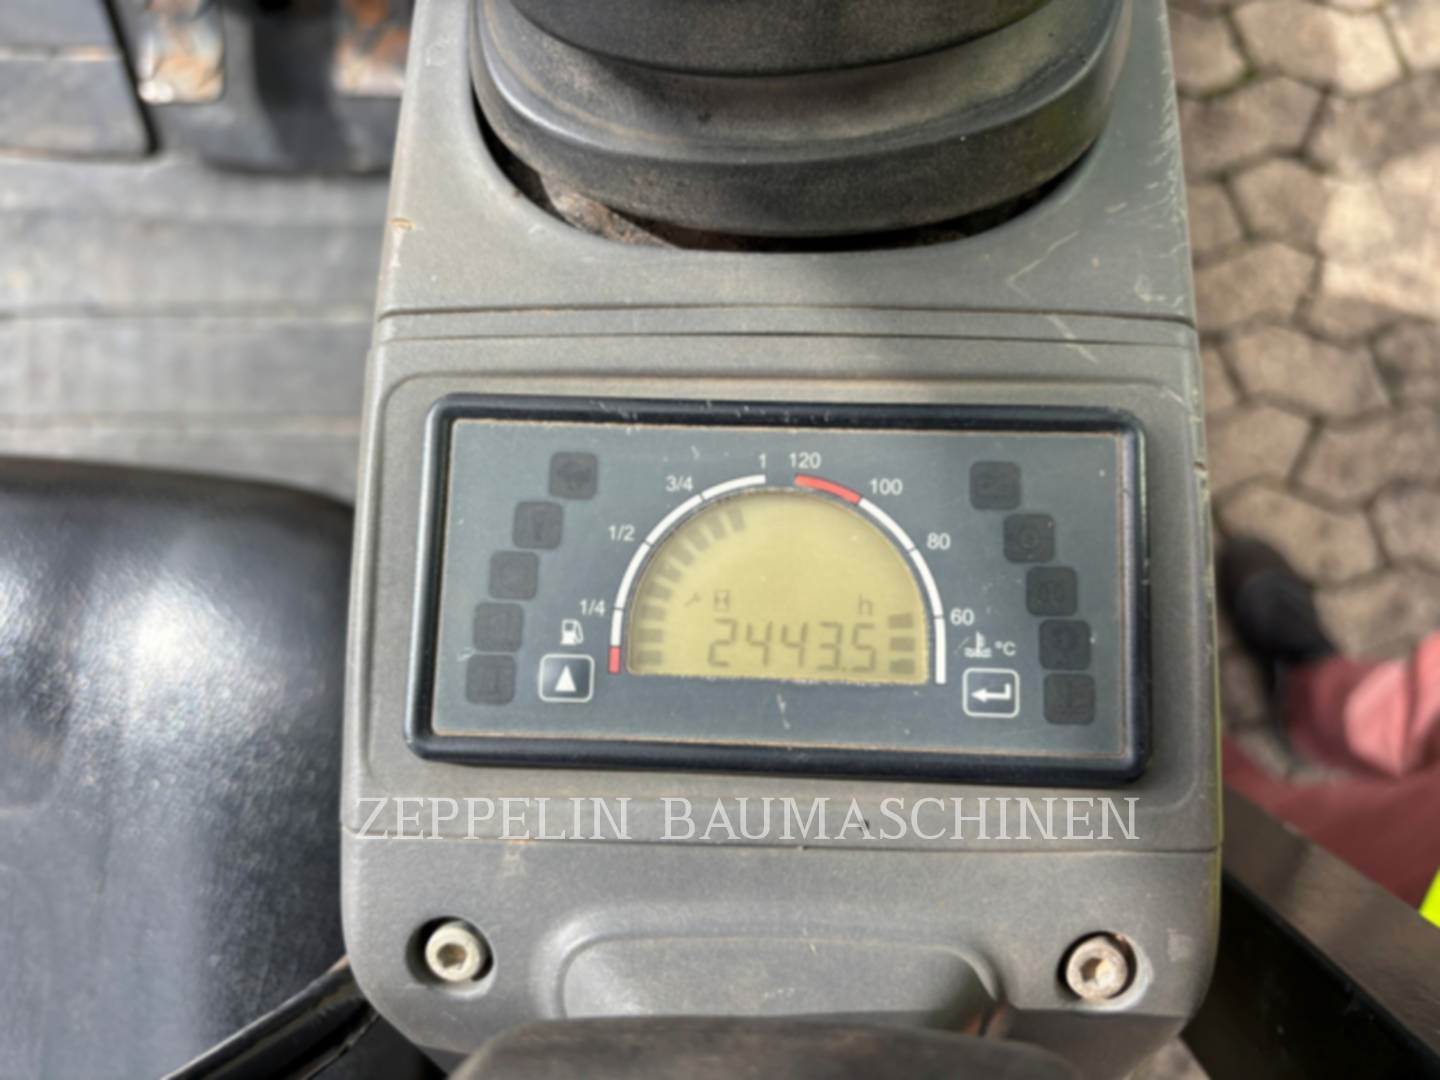 1 120
3/4 100
1/2 80
1/4 h 60
2443.5 °C
ZEPPELIN BAUMASCHINEN